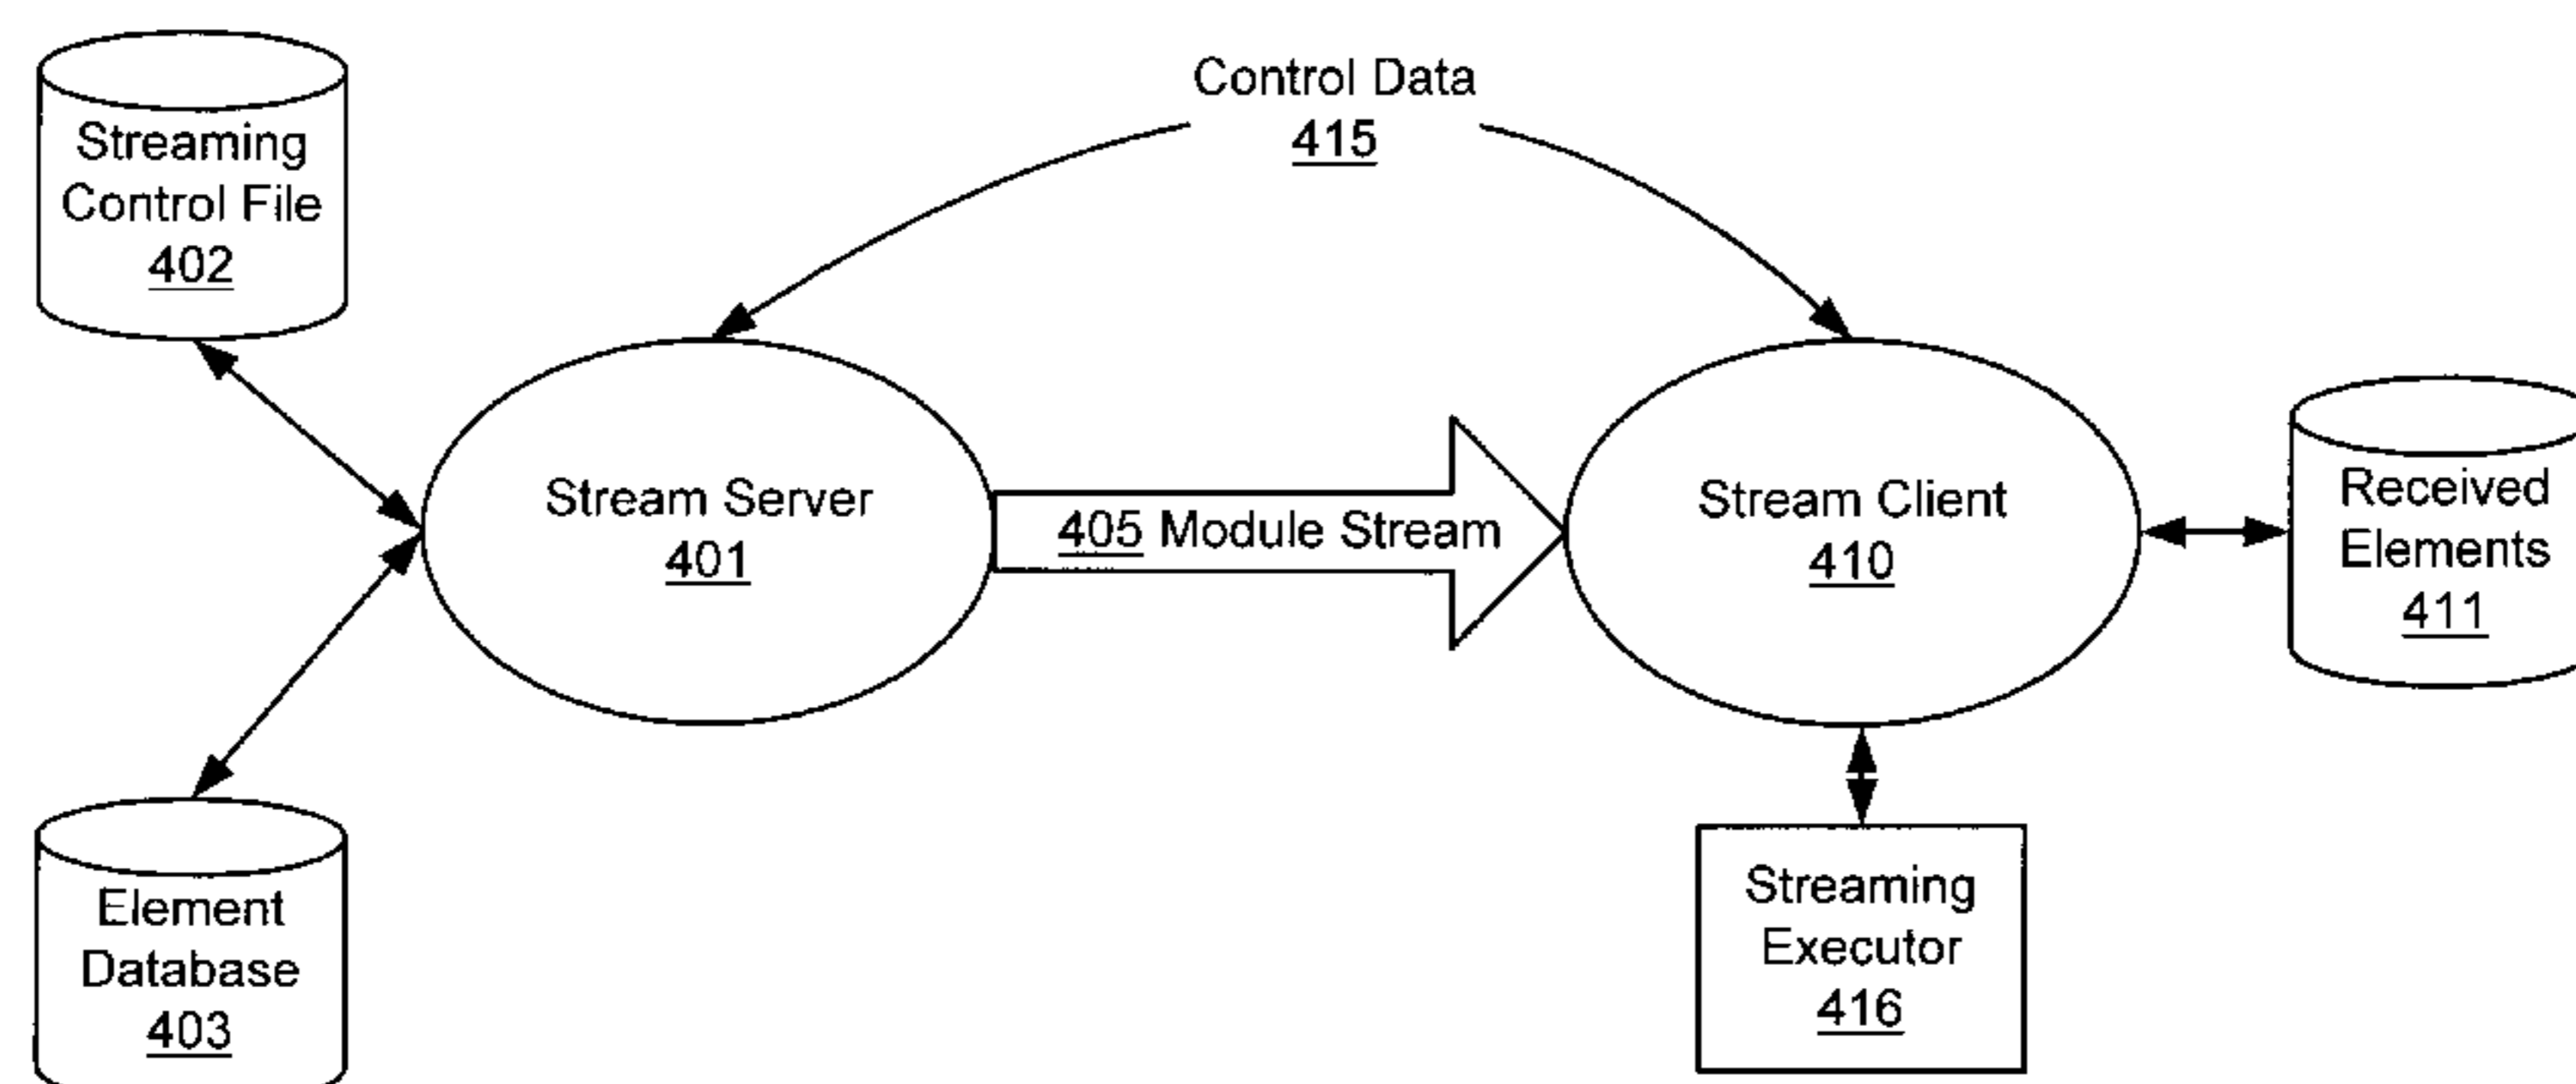 Control Data
415
Streaming
Control File
402
Stream Server
401
405 Module Stream
Stream Client
410
Received
Elements
411
Element
Database
403
Streaming
Executor
416